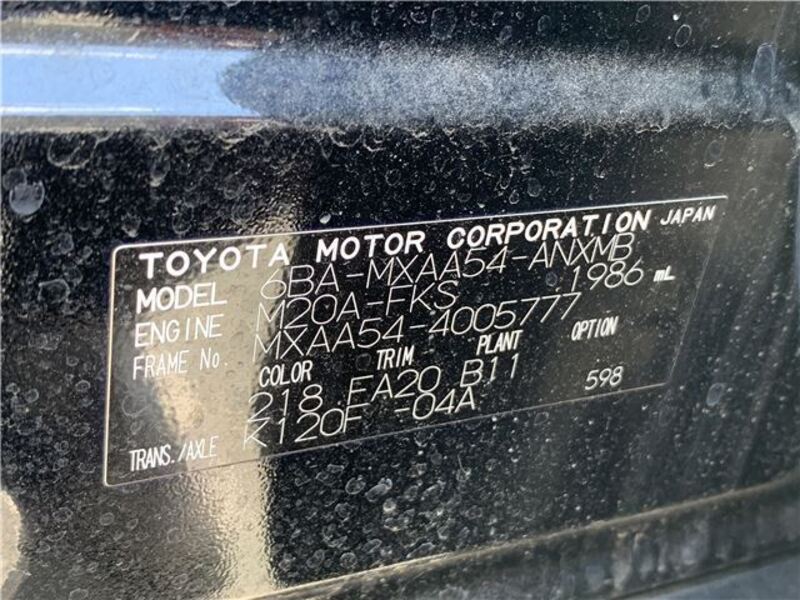 TOYOTA MOTOR CORPORATION JAPAN
MODEL 6BA-MXAA54-ANXMB
ENGINE M20A-FKS 1986 mL
FRAME No. MXAA54-4005777
COLOR TRIM PLANT OPTION
218 FA20 B11 598
TRANS./AXLE K120F -04A